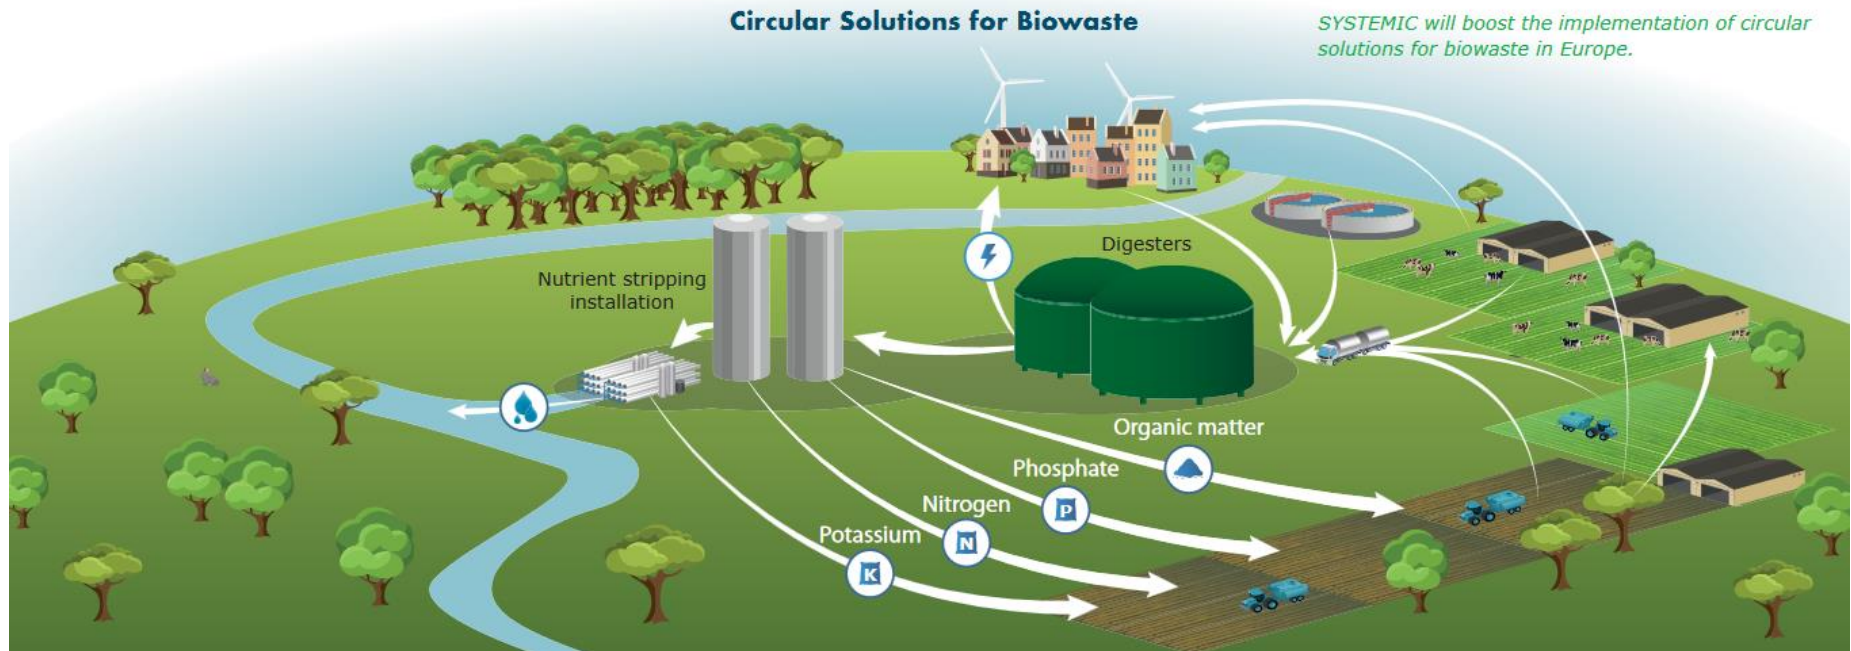 Circular Solutions for Biowaste
SYSTEMIC will boost the implementation of circular
solutions for biowaste in Europe.
Digesters
Nutrient stripping
installation
Organic matter
Phosphate
P
Nitrogen
N
Potassium
K